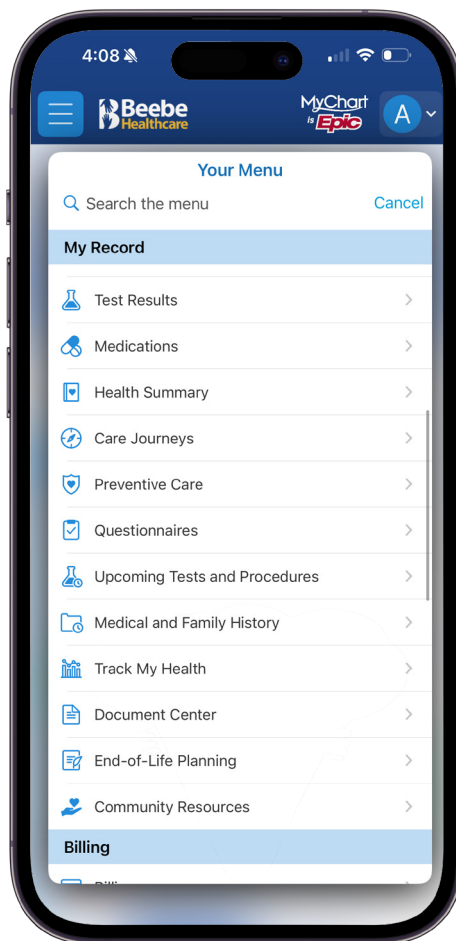 4:08
Beebe
Healthcare
MyChart
is Epic
A
Your Menu
Search the menu
Cancel
My Record
Test Results
Medications
Health Summary
Care Journeys
Preventive Care
Questionnaires
Upcoming Tests and Procedures
Medical and Family History
Track My Health
Document Center
End-of-Life Planning
Community Resources
Billing